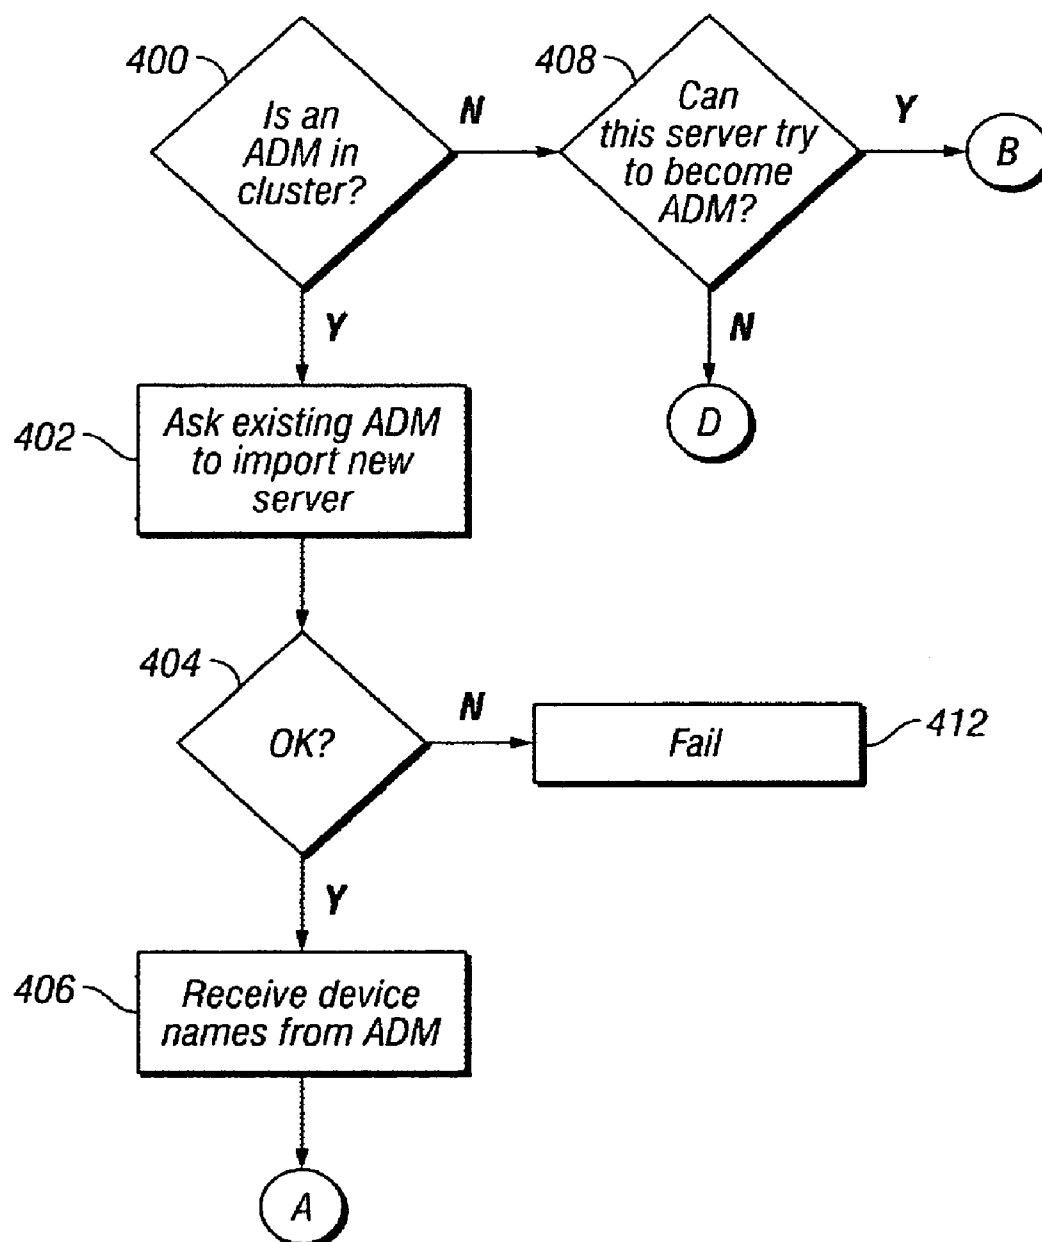 400
Is an
ADM in
cluster?
N
408
Can
this server try
to become
ADM?
Y
B
Y
N
D
402
Ask existing ADM
to import new
server
404
OK?
N
Fail
412
Y
406
Receive device
names from ADM
A